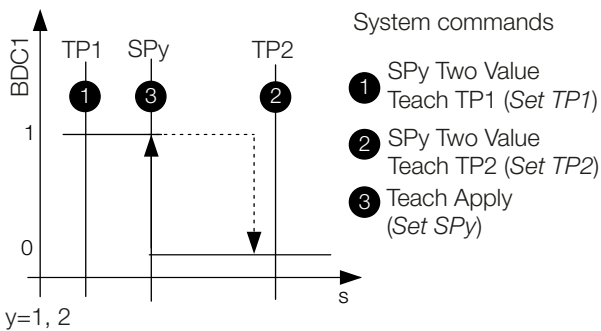 System commands
BDC1
TP1 SPy TP2
1 3 2
1
0
s
y=1, 2
1 SPy Two Value
Teach TP1 (Set TP1)
2 SPy Two Value
Teach TP2 (Set TP2)
3 Teach Apply
(Set SPy)